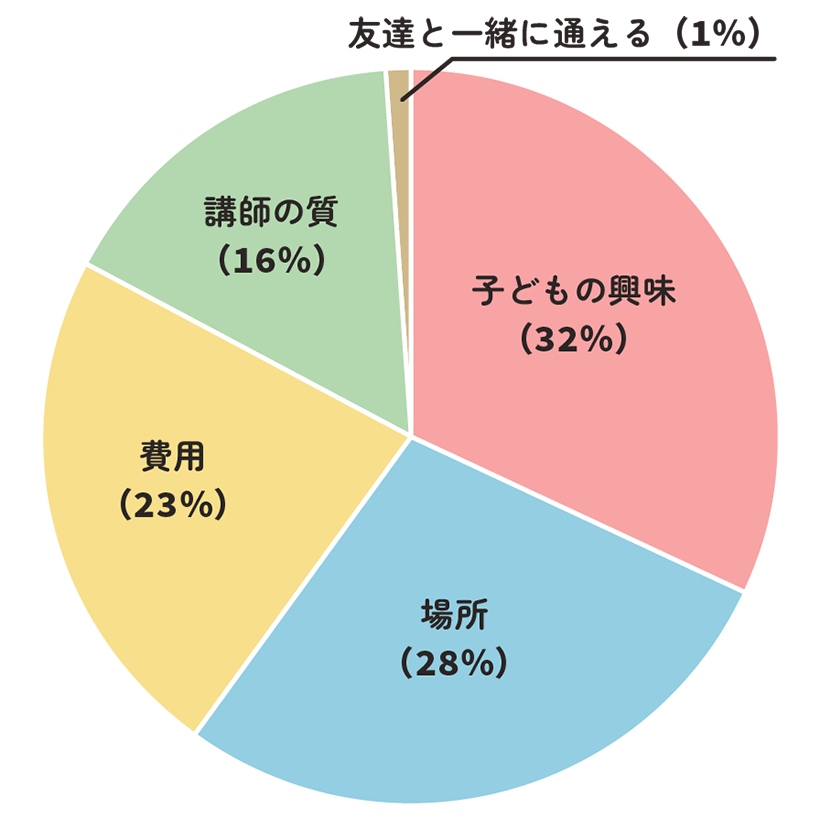 友達と一緒に通える（1%）
子どもの興味
（32%）
場所
（28%）
費用
（23%）
講師の質
（16%）